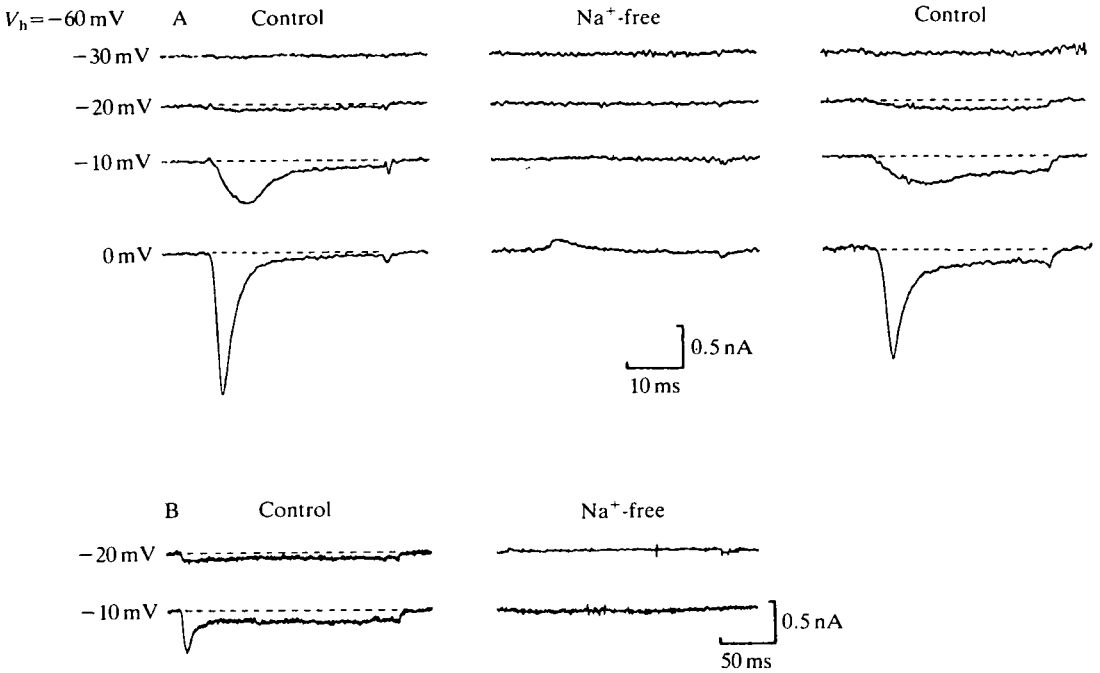 Vh=−60 mV A Control Na+-free Control
−30 mV
−20 mV
−10 mV
0 mV
0.5 nA
10 ms
B Control Na+-free
−20 mV
−10 mV
0.5 nA
50 ms